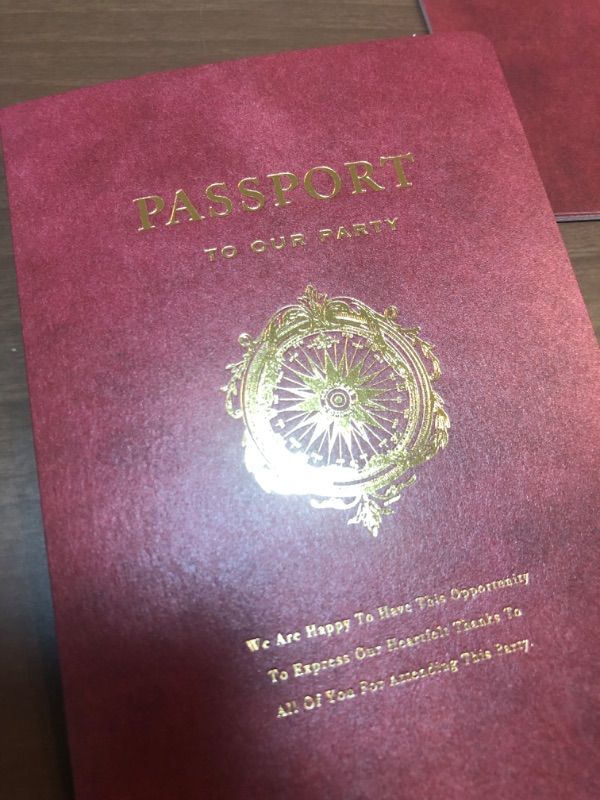 PASSPORT
TO OUR PARTY
We Are Happy To Have This Opportunity
To Express Our Heartfelt Thanks To
All Of You For Attending This Party.